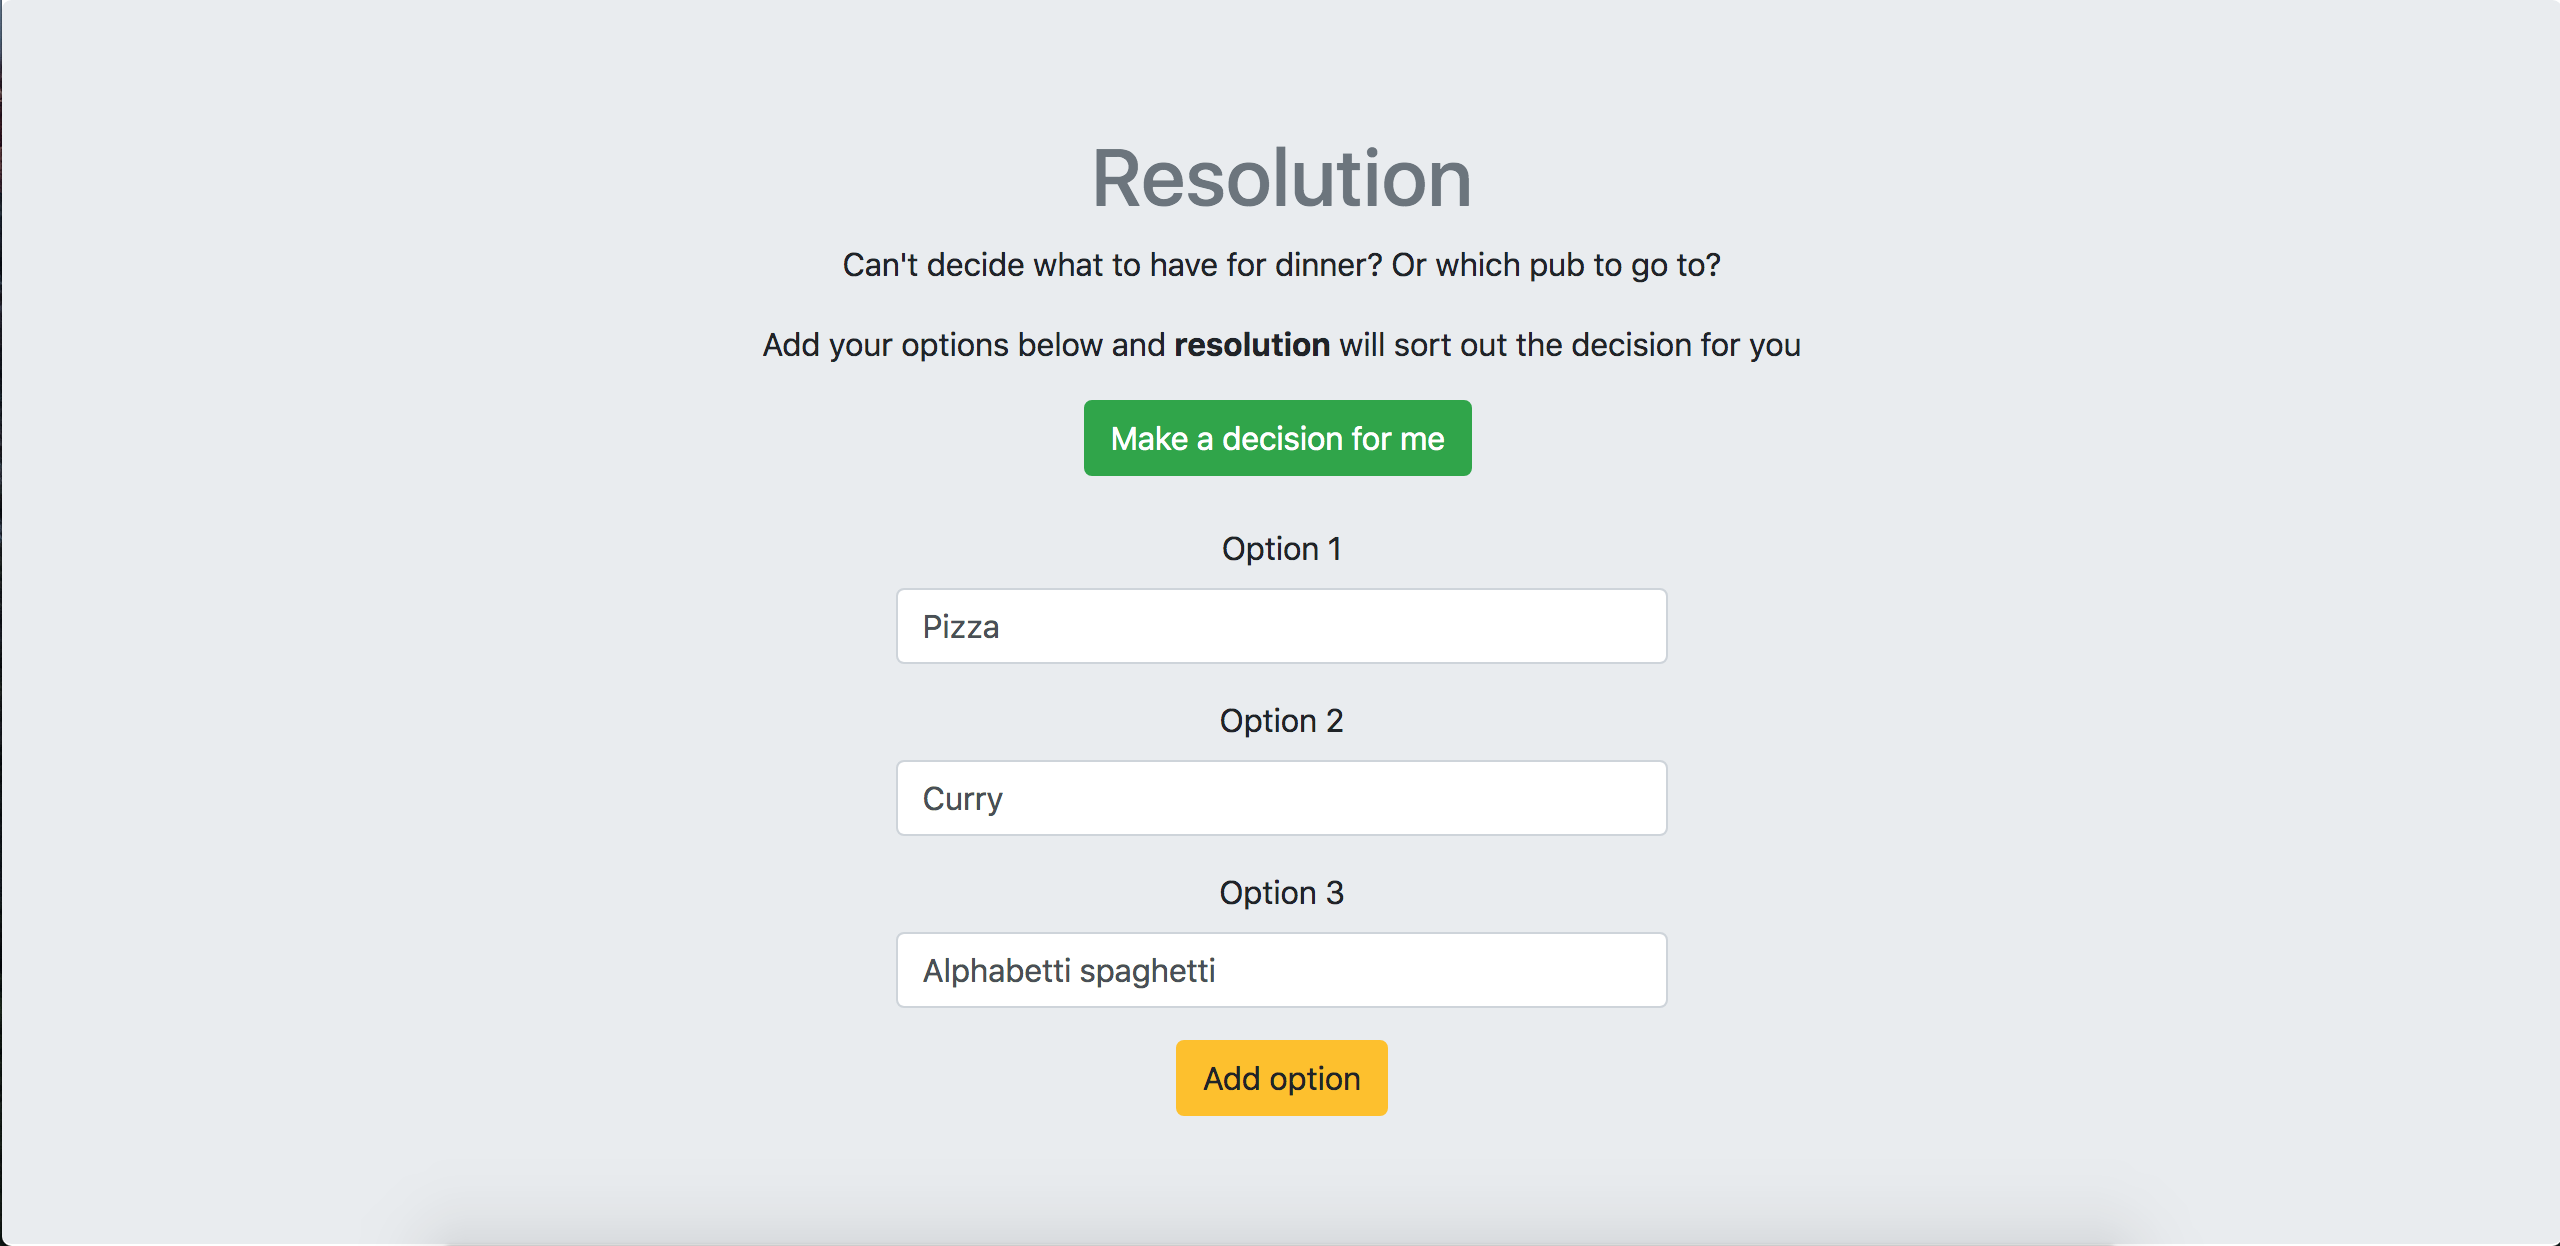 Resolution
Can't decide what to have for dinner? Or which pub to go to?
Add your options below and resolution will sort out the decision for you
Make a decision for me
Option 1
Pizza
Option 2
Curry
Option 3
Alphabetti spaghetti
Add option